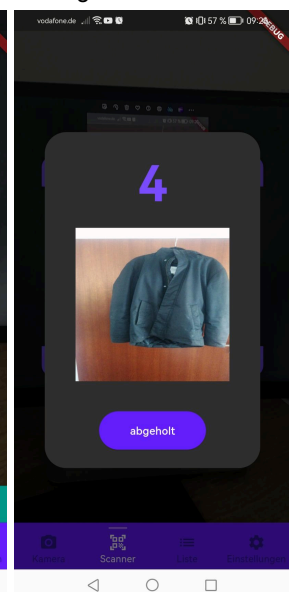 vodafone.de 57 % 09:2
DEBUG
4
abgeholt
Kamera Scanner Liste Einstellungen